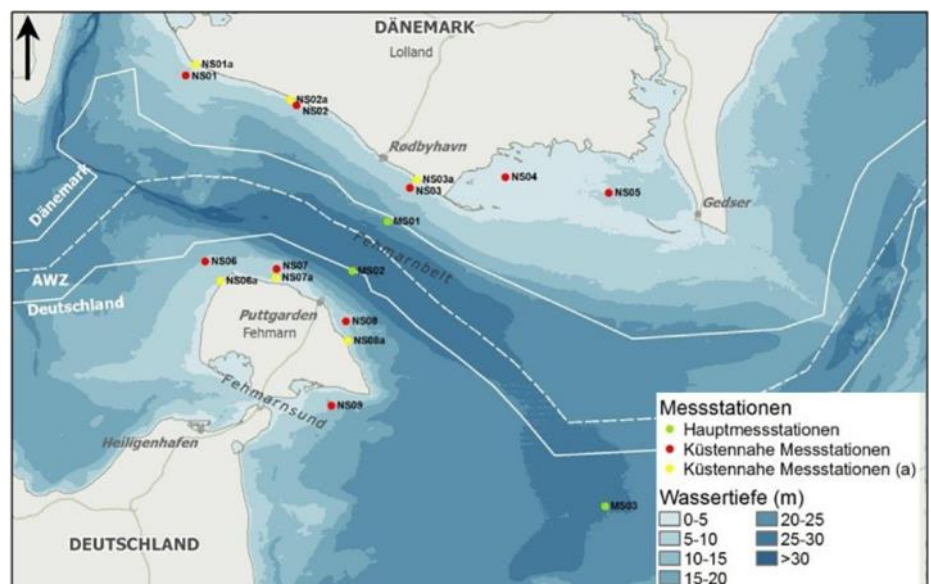 DÄNEMARK
Lolland
NS01a
NS01
NS02a
NS02
Rødbyhavn
NS03a
NS03
NS04
NS05
Gedser
Dänemark
MS01
Fehmarnbelt
NS06
NS07
MS02
AWZ
NS06a
NS07a
Deutschland
Puttgarden
Fehmarn
NS08
NS08a
Fehmarnsund
NS09
Heiligenhafen
MS03
DEUTSCHLAND
Messstationen
Hauptmessstationen
Küstennahe Messstationen
Küstennahe Messstationen (a)
Wassertiefe (m)
0-5
5-10
10-15
15-20
20-25
25-30
>30